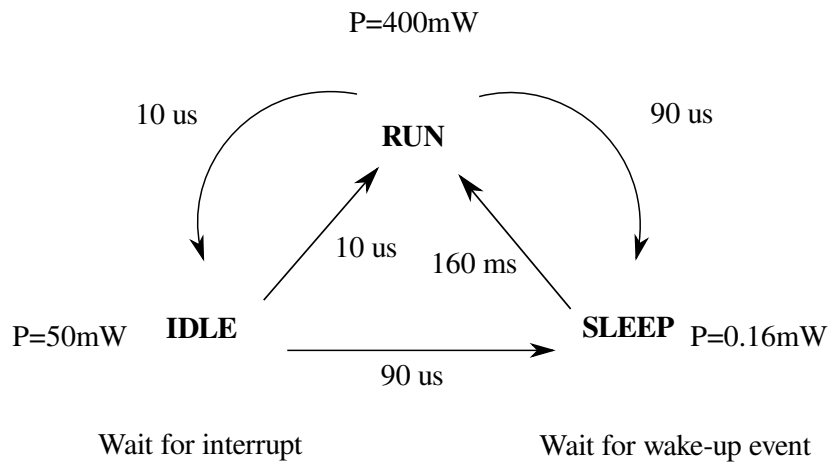 P=400mW
10 us
90 us
RUN
10 us
160 ms
P=50mW
IDLE
SLEEP
P=0.16mW
90 us
Wait for interrupt
Wait for wake-up event